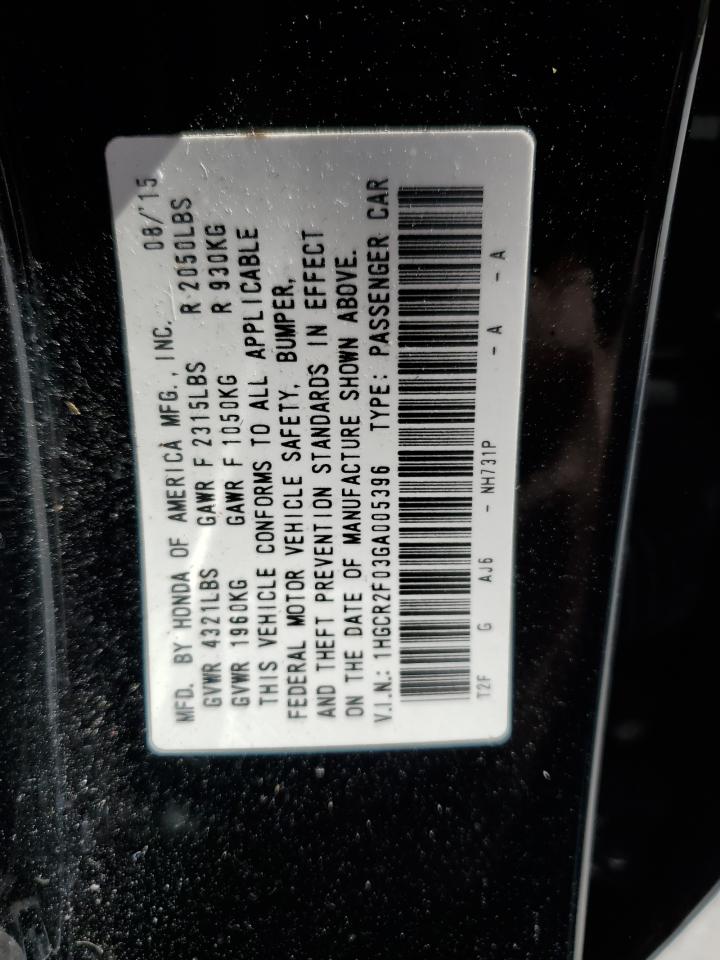 MFD. BY HONDA OF AMERICA MFG., INC. 08/'15
GVWR 4321LBS GAWR F 2315LBS R 2050LBS
GVWR 1960KG GAWR F 1050KG R 930KG
THIS VEHICLE CONFORMS TO ALL APPLICABLE
FEDERAL MOTOR VEHICLE SAFETY, BUMPER,
AND THEFT PREVENTION STANDARDS IN EFFECT
ON THE DATE OF MANUFACTURE SHOWN ABOVE.
V.I.N.: 1HGCR2F03GA005396 TYPE: PASSENGER CAR
T2F G AJ6 - NH731P - A - A